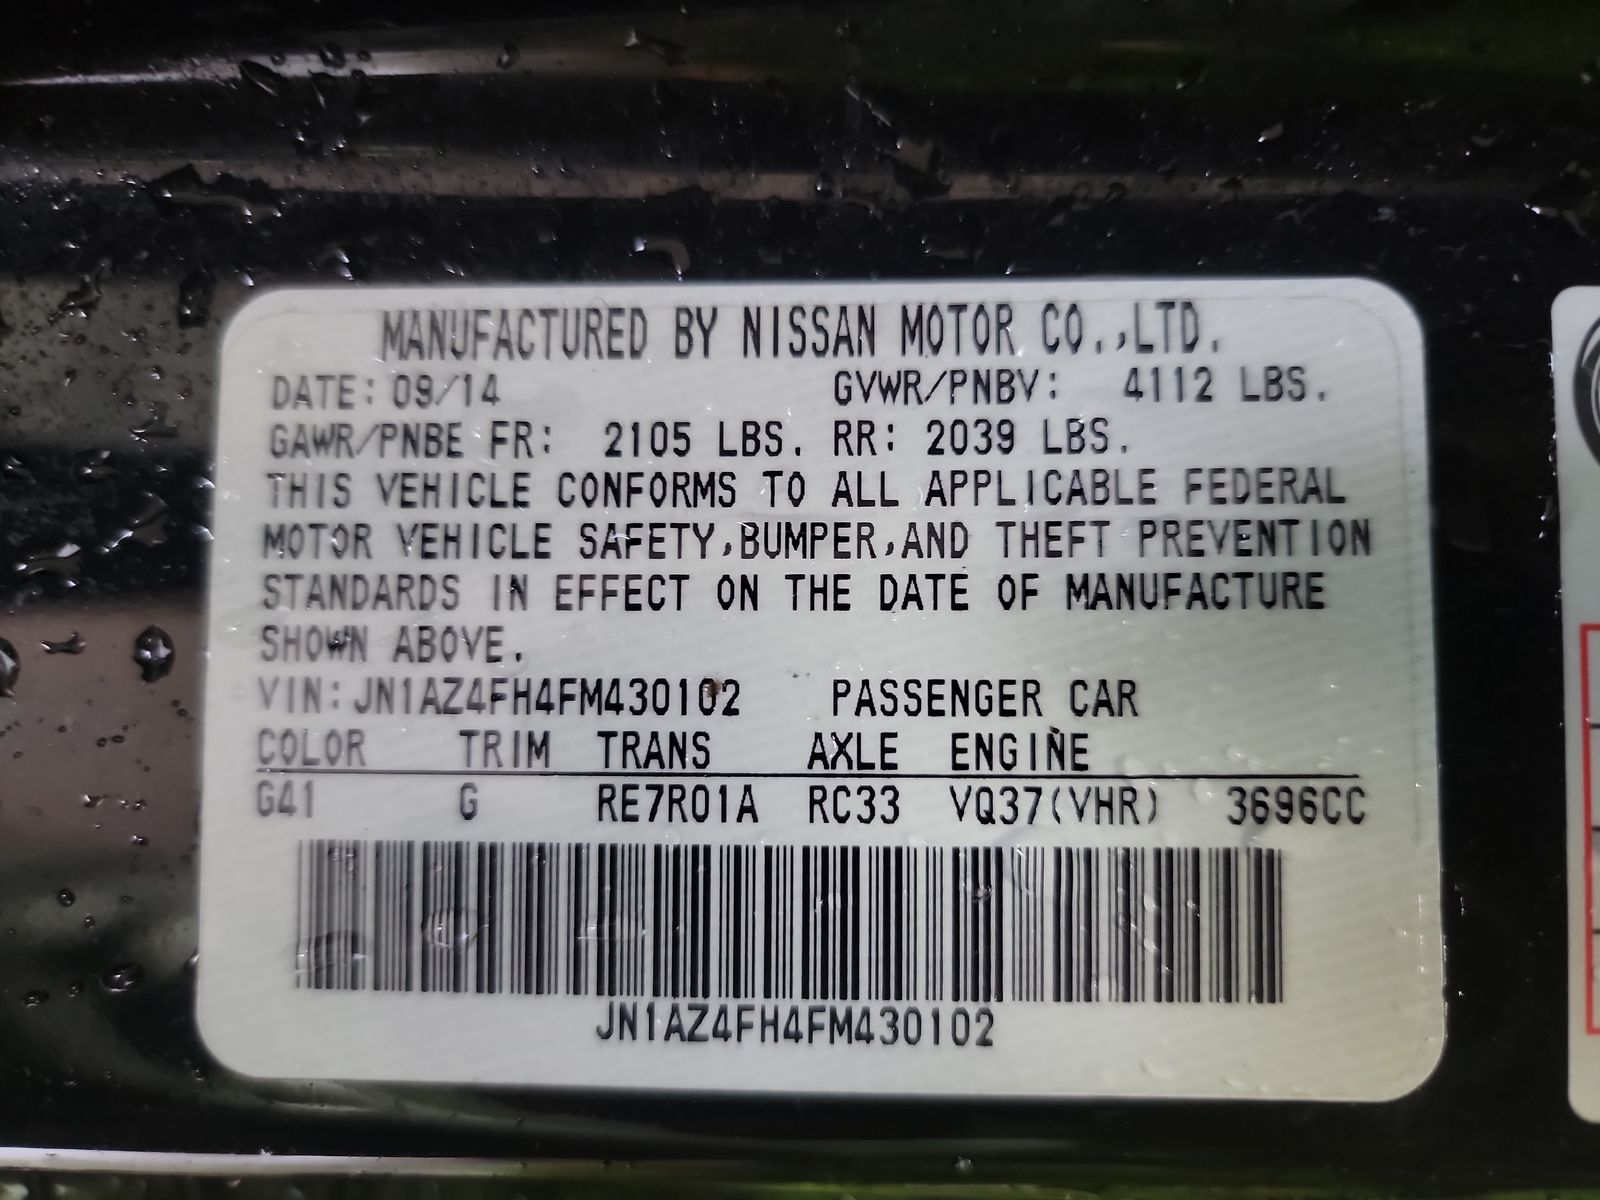 MANUFACTURED BY NISSAN MOTOR CO.,LTD.
DATE: 09/14 GVWR/PNBV: 4112 LBS.
GAWR/PNBE FR: 2105 LBS. RR: 2039 LBS.
THIS VEHICLE CONFORMS TO ALL APPLICABLE FEDERAL
MOTOR VEHICLE SAFETY,BUMPER,AND THEFT PREVENTION
STANDARDS IN EFFECT ON THE DATE OF MANUFACTURE
SHOWN ABOVE.
VIN:JN1AZ4FH4FM430102 PASSENGER CAR
COLOR TRIM TRANS AXLE ENGINE
G41 G RE7R01A RC33 VQ37(VHR) 3696CC
JN1AZ4FH4FM430102